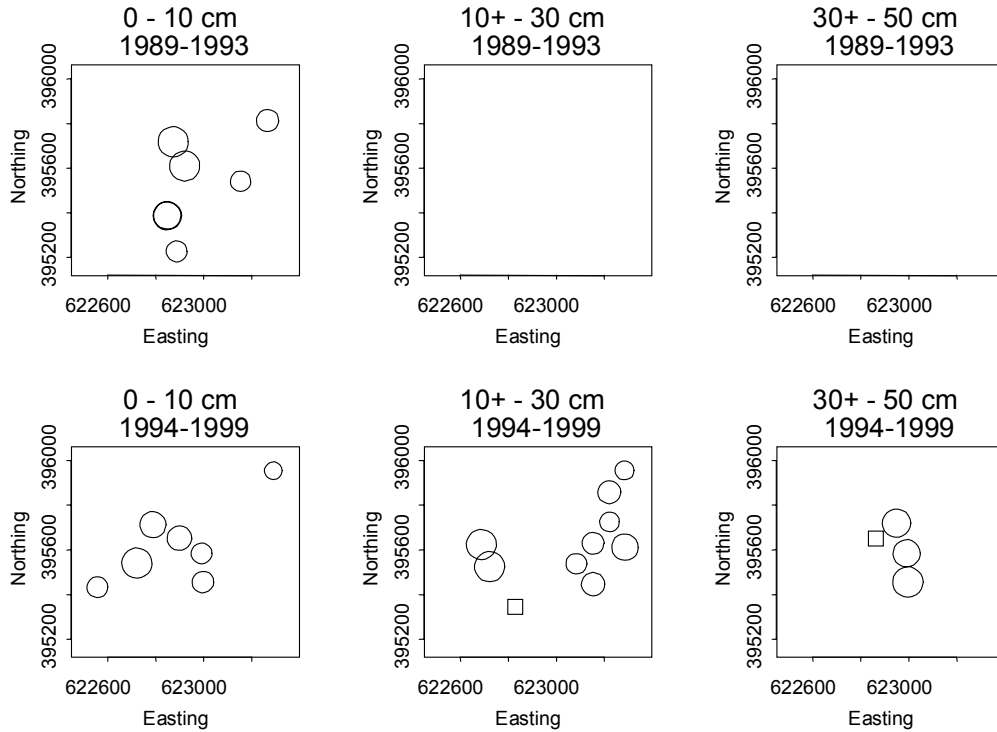 0 - 10 cm
1989-1993
Northing
396000
395600
395200
622600 623000
Easting
10+ - 30 cm
1989-1993
Northing
396000
395600
395200
622600 623000
Easting
30+ - 50 cm
1989-1993
Northing
396000
395600
395200
622600 623000
Easting
0 - 10 cm
1994-1999
Northing
396000
395600
395200
622600 623000
Easting
10+ - 30 cm
1994-1999
Northing
396000
395600
395200
622600 623000
Easting
30+ - 50 cm
1994-1999
Northing
396000
395600
395200
622600 623000
Easting